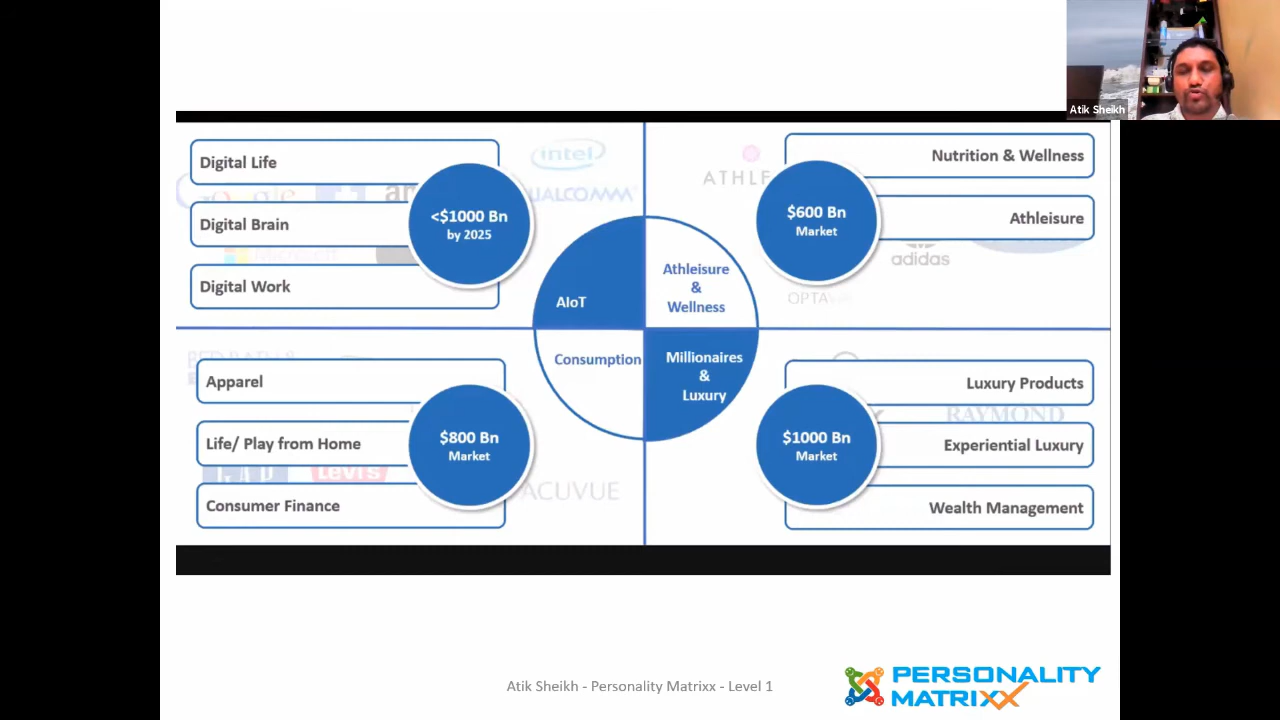 Atik Sheikh
Digital Life
Digital Brain
Digital Work
<$1000 Bn
by 2025
intel
Nutrition & Wellness
Athleisure
$600 Bn
Market
adidas
AIoT
Athleisure
&
Wellness
Consumption
Millionaires
&
Luxury
Apparel
Life/ Play from Home
Consumer Finance
$800 Bn
Market
Levi's
ACUVUE
Luxury Products
Experiential Luxury
Wealth Management
$1000 Bn
Market
RAYMOND
Atik Sheikh - Personality Matrixx - Level 1
PERSONALITY
MATRIXX